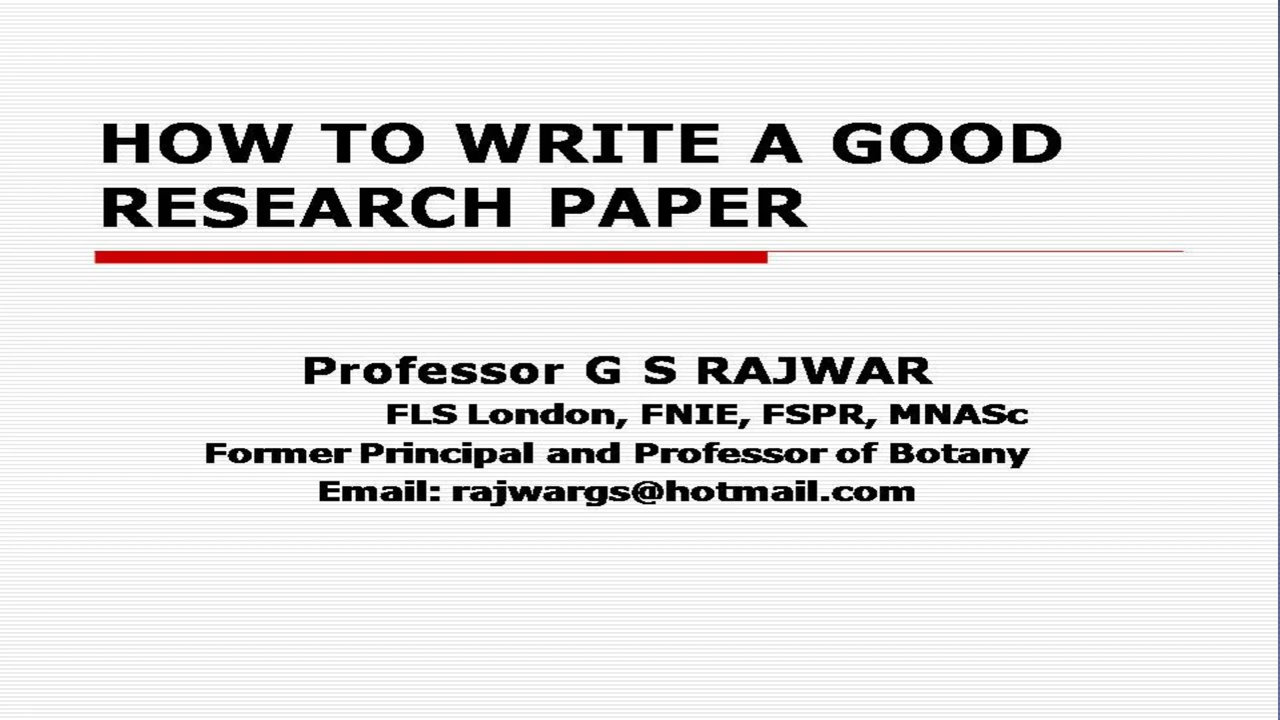 HOW TO WRITE A GOOD
RESEARCH PAPER
Professor G S RAJWAR
FLS London, FNIE, FSPR, MNASc
Former Principal and Professor of Botany
Email: rajwargs@hotmail.com